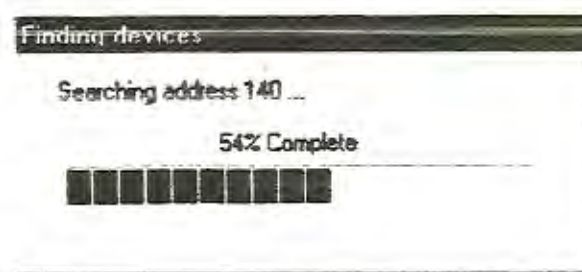 Finding devices
Searching address 140 ...
54% Complete